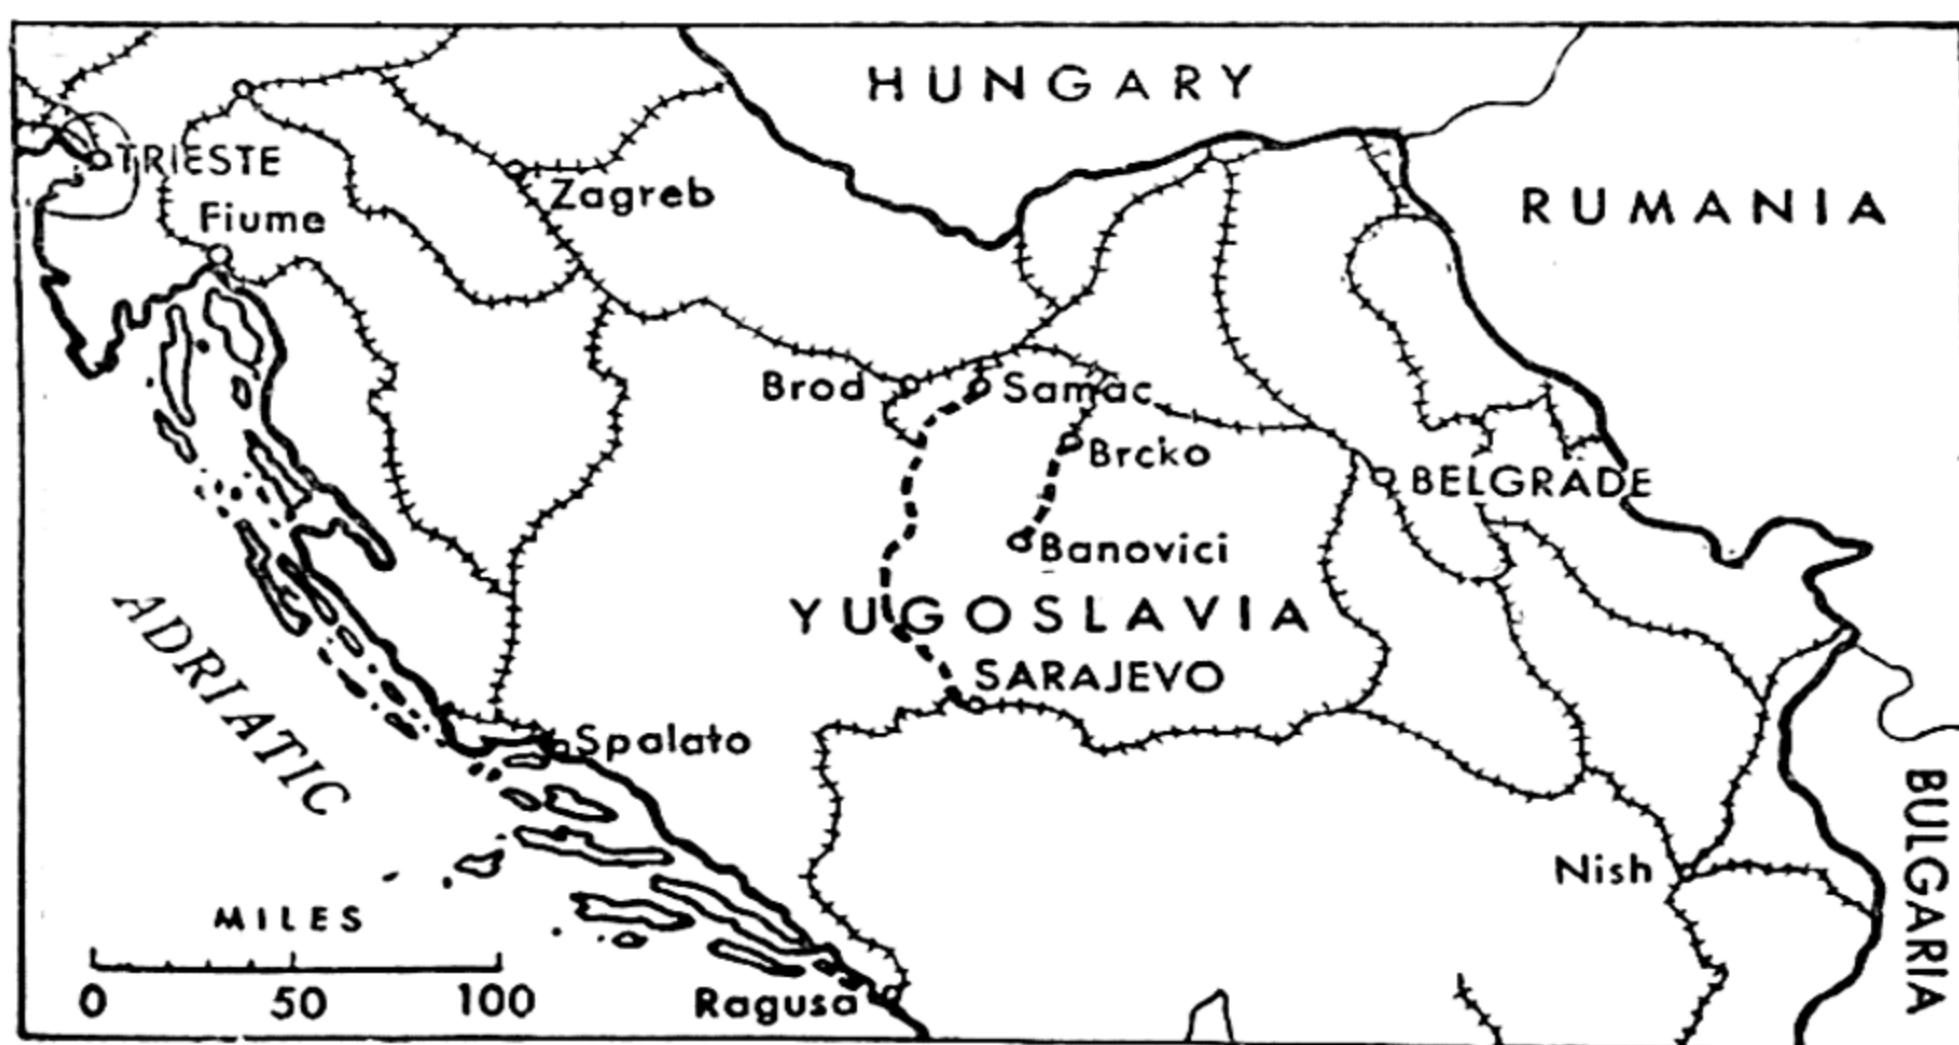 HUNGARY
TRIESTE
Zagreb
RUMANIA
Fiume
Brod
Samac
Brcko
BELGRADE
Banovici
YUGOSLAVIA
SARAJEVO
ADRIATIC
Spalato
BULGARIA
Nish
MILES
0 50 100
Ragusa